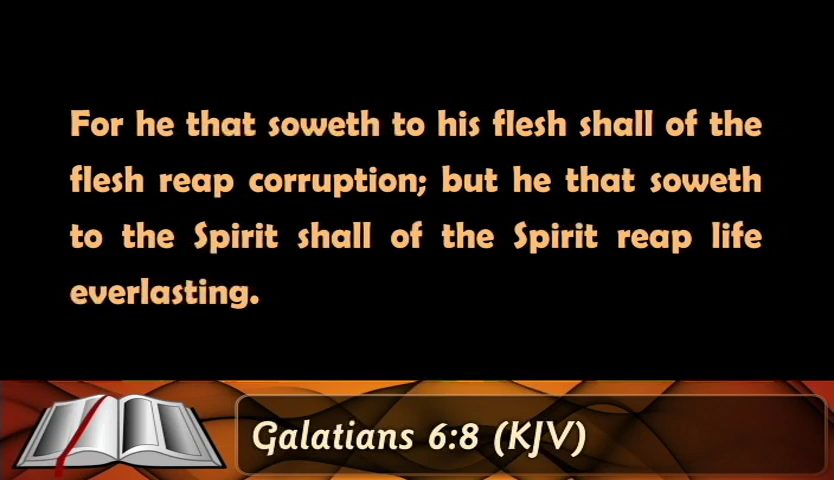 For he that soweth to his flesh shall of the
flesh reap corruption; but he that soweth
to the Spirit shall of the Spirit reap life
everlasting.
Galatians 6:8 (KJV)